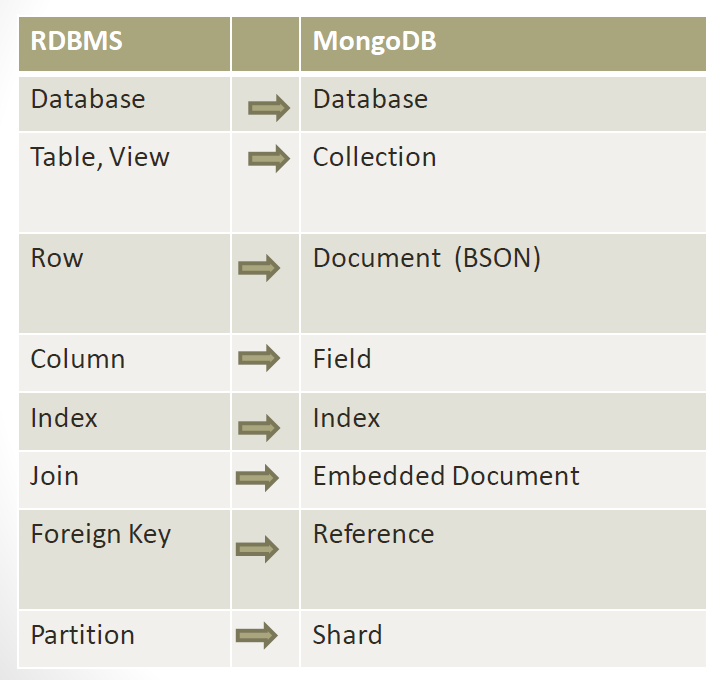 RDBMS MongoDB
Database Database
Table, View Collection
Row Document (BSON)
Column Field
Index Index
Join Embedded Document
Foreign Key Reference
Partition Shard